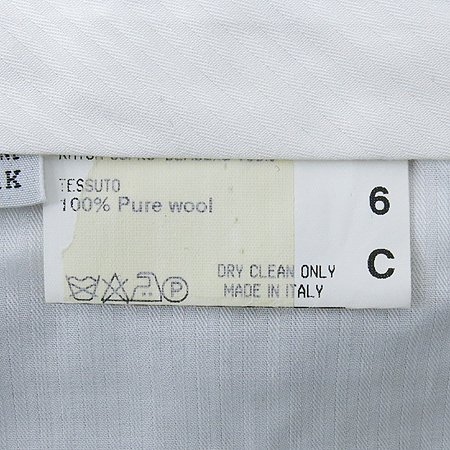 TESSUTO
100% Pure wool
6
C
DRY CLEAN ONLY
MADE IN ITALY
P